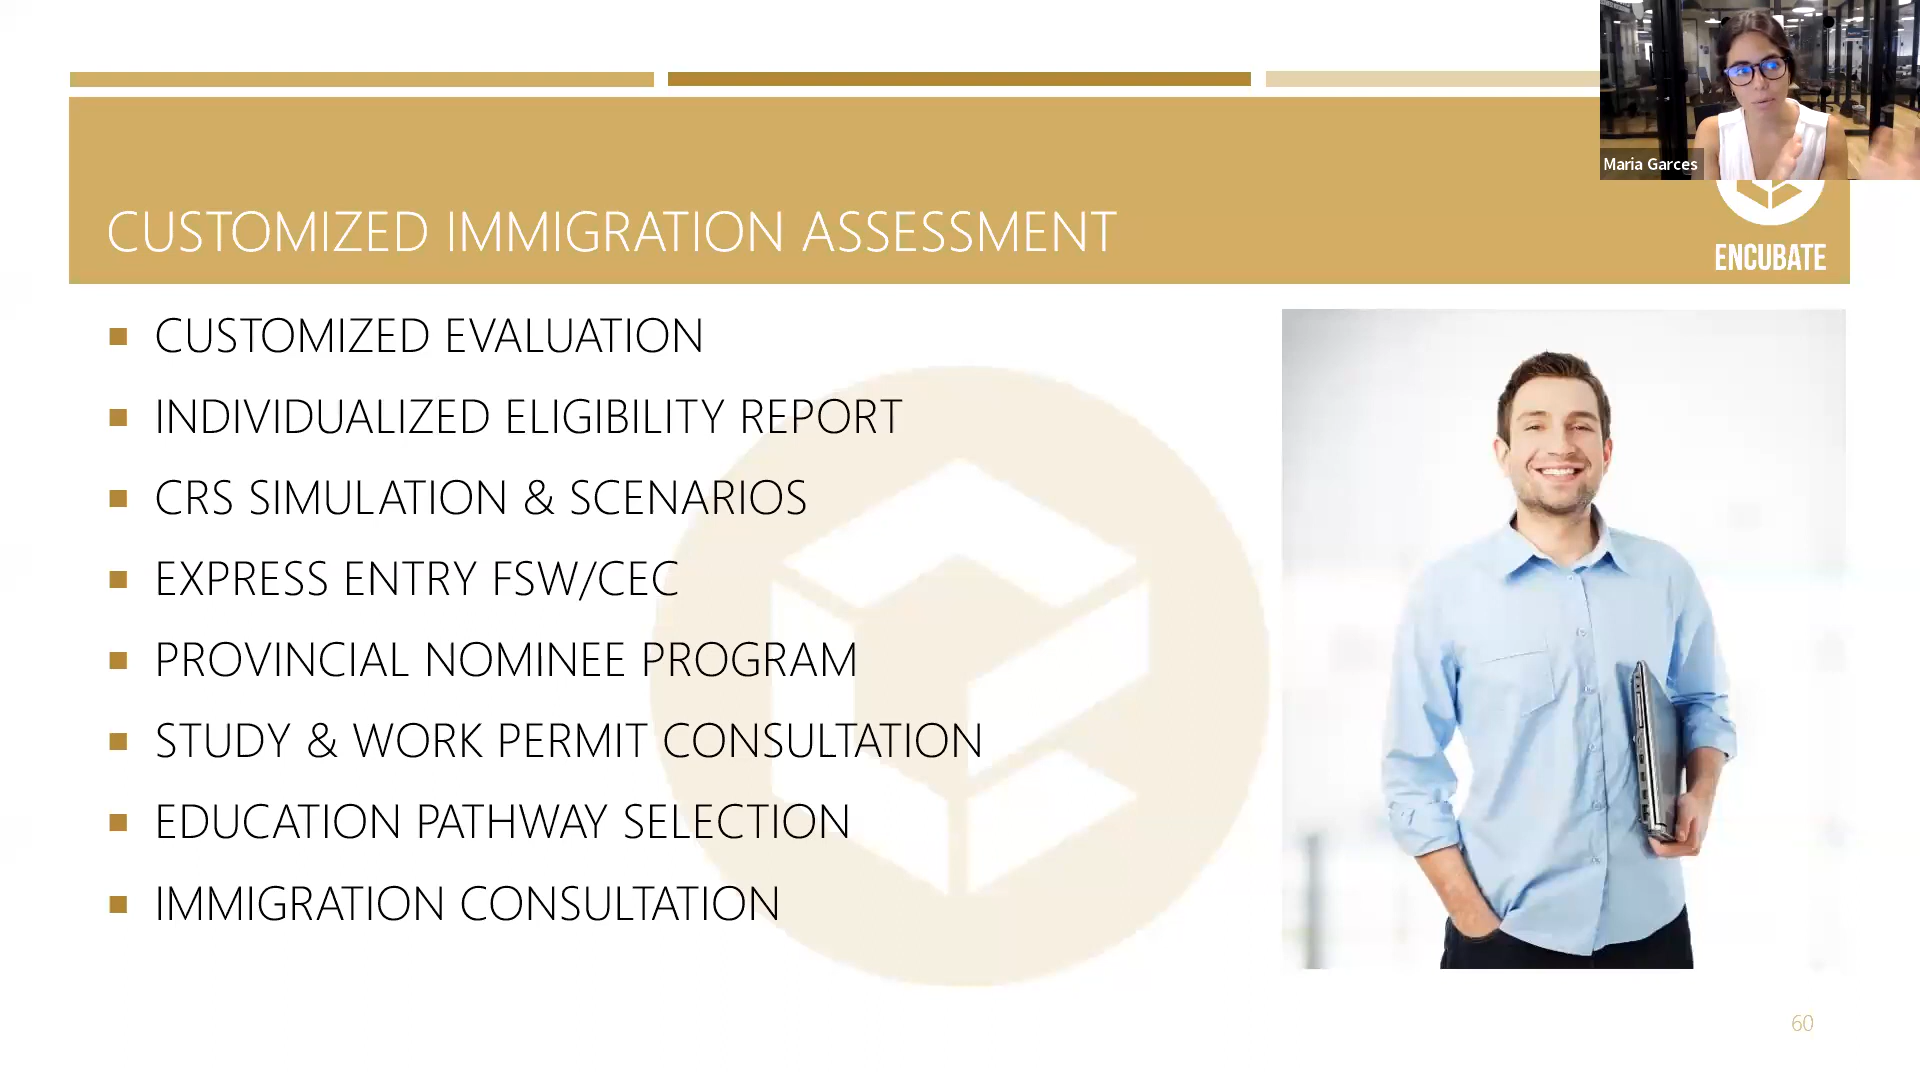 Maria Garces
CUSTOMIZED IMMIGRATION ASSESSMENT
ENCUBATE
CUSTOMIZED EVALUATION
INDIVIDUALIZED ELIGIBILITY REPORT
CRS SIMULATION & SCENARIOS
EXPRESS ENTRY FSW/CEC
PROVINCIAL NOMINEE PROGRAM
STUDY & WORK PERMIT CONSULTATION
EDUCATION PATHWAY SELECTION
IMMIGRATION CONSULTATION
60